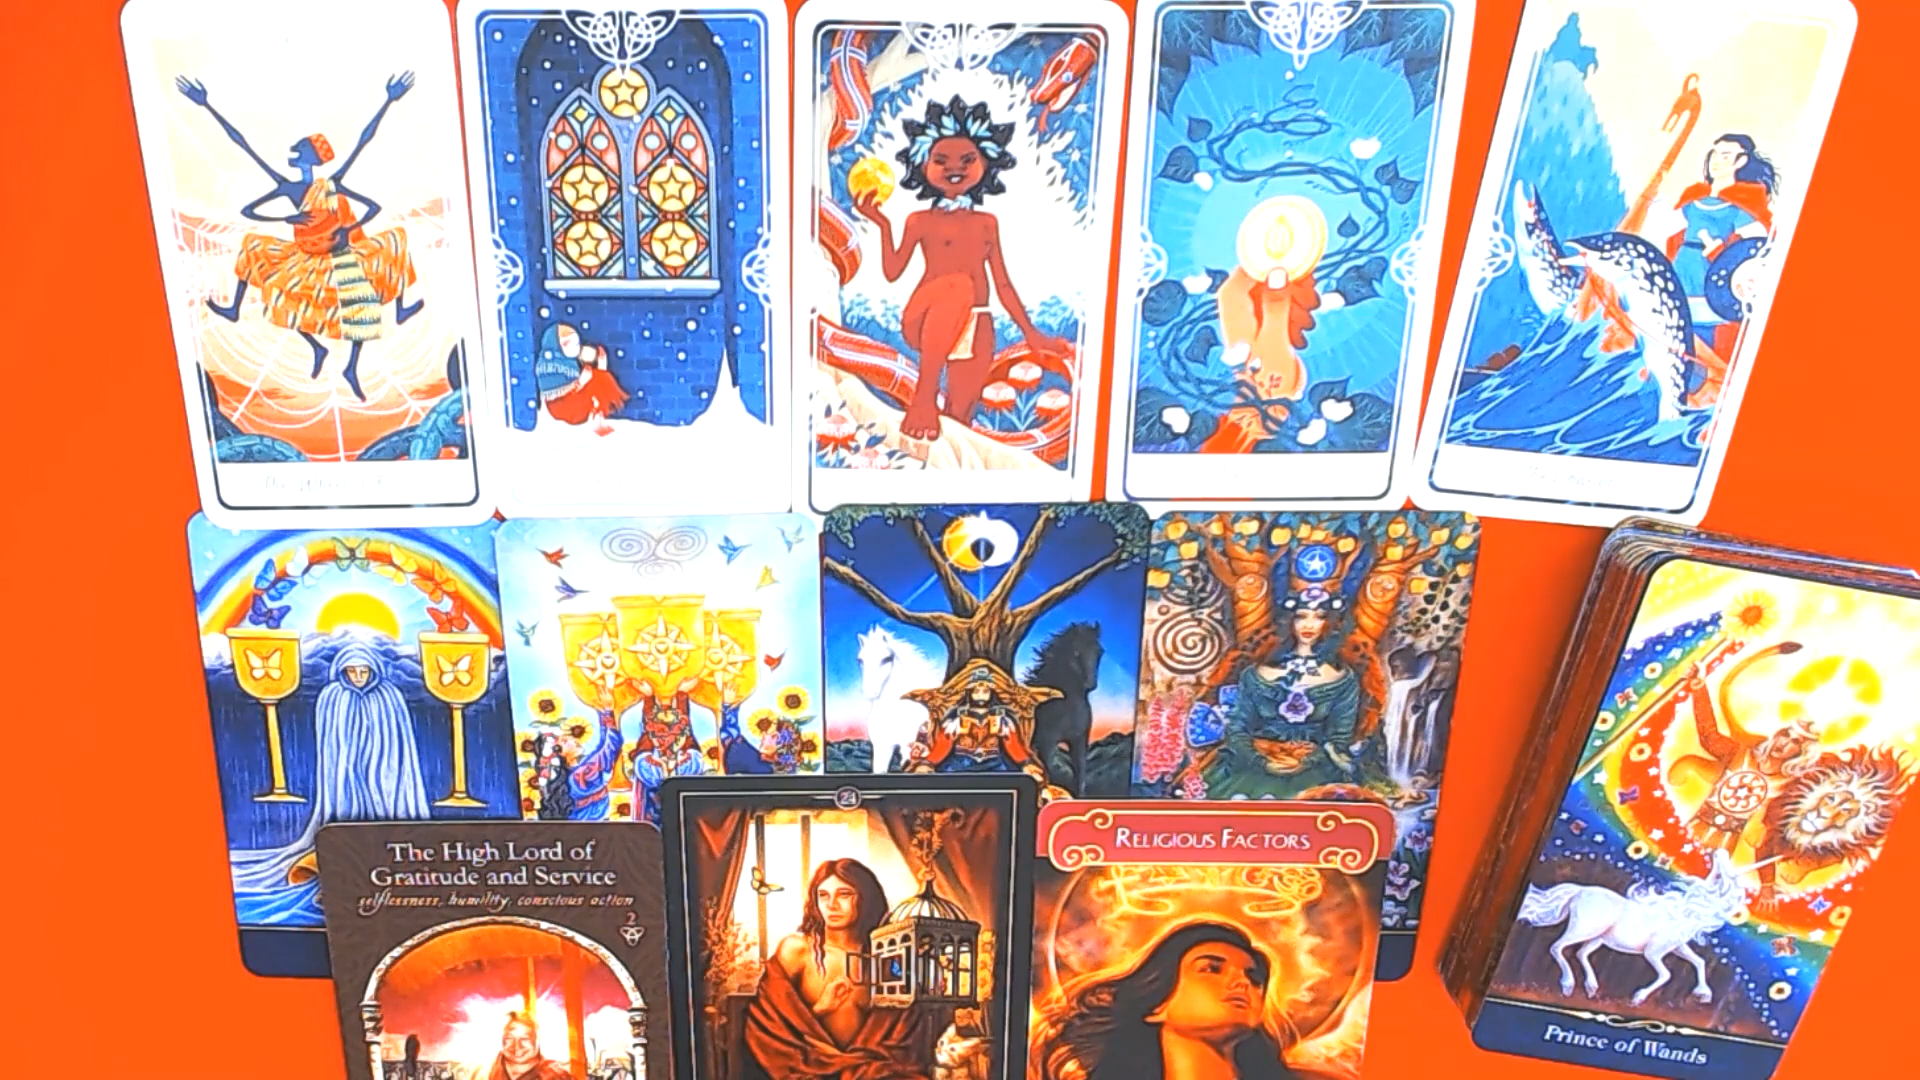 The High Lord of
Gratitude and Service
selflessness, humility, conscious action
2
24
RELIGIOUS FACTORS
Prince of Wands